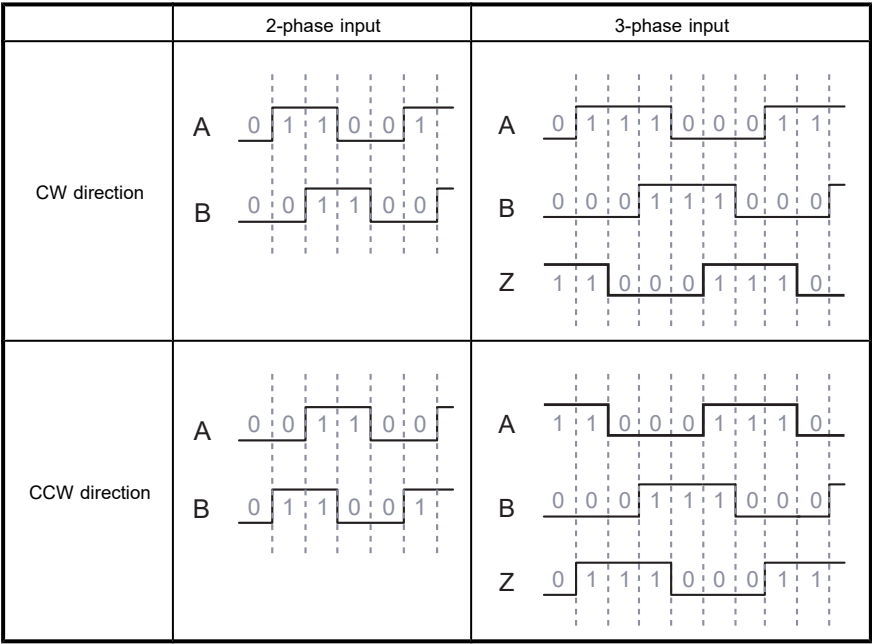 2-phase input 3-phase input
CW direction
A 0 1 1 0 0 1
B 0 0 1 1 0 0
A 0 1 1 1 0 0 0 1 1
B 0 0 0 1 1 1 0 0 0
Z 1 1 0 0 0 1 1 1 0
CCW direction
A 0 0 1 1 0 0
B 0 1 1 0 0 1
A 1 1 0 0 0 1 1 1 0
B 0 0 0 1 1 1 0 0 0
Z 0 1 1 1 0 0 0 1 1